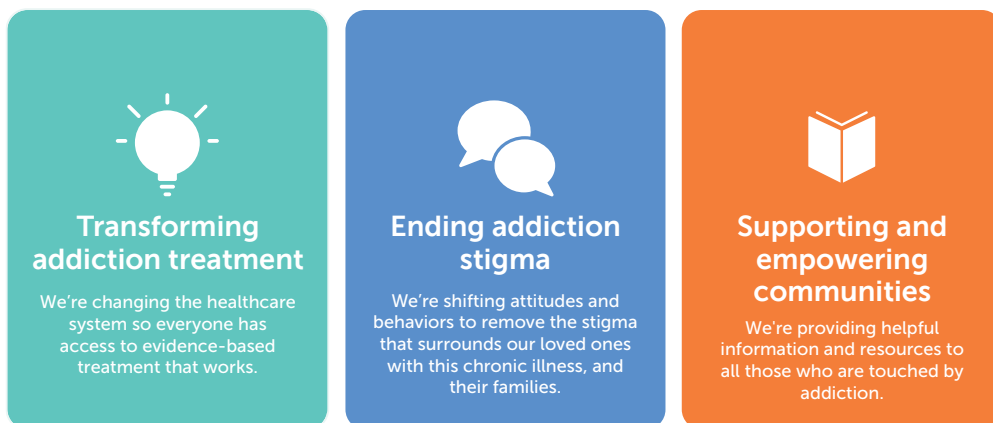 Transforming
addiction treatment
We're changing the healthcare
system so everyone has
access to evidence-based
treatment that works.
Ending addiction
stigma
We're shifting attitudes and
behaviors to remove the stigma
that surrounds our loved ones
with this chronic illness, and
their families.
Supporting and
empowering
communities
We're providing helpful
information and resources to
all those who are touched by
addiction.